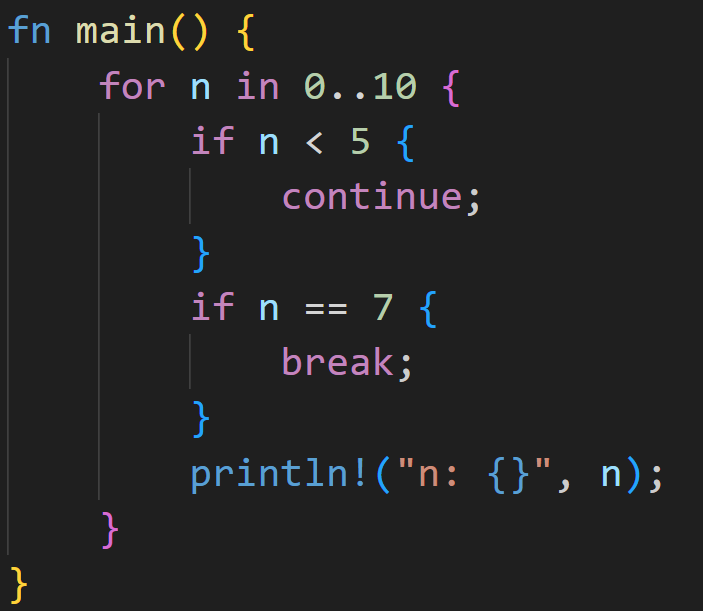 fn main() {
    for n in 0..10 {
        if n < 5 {
            continue;
        }
        if n == 7 {
            break;
        }
        println!("n: {}", n);
    }
}